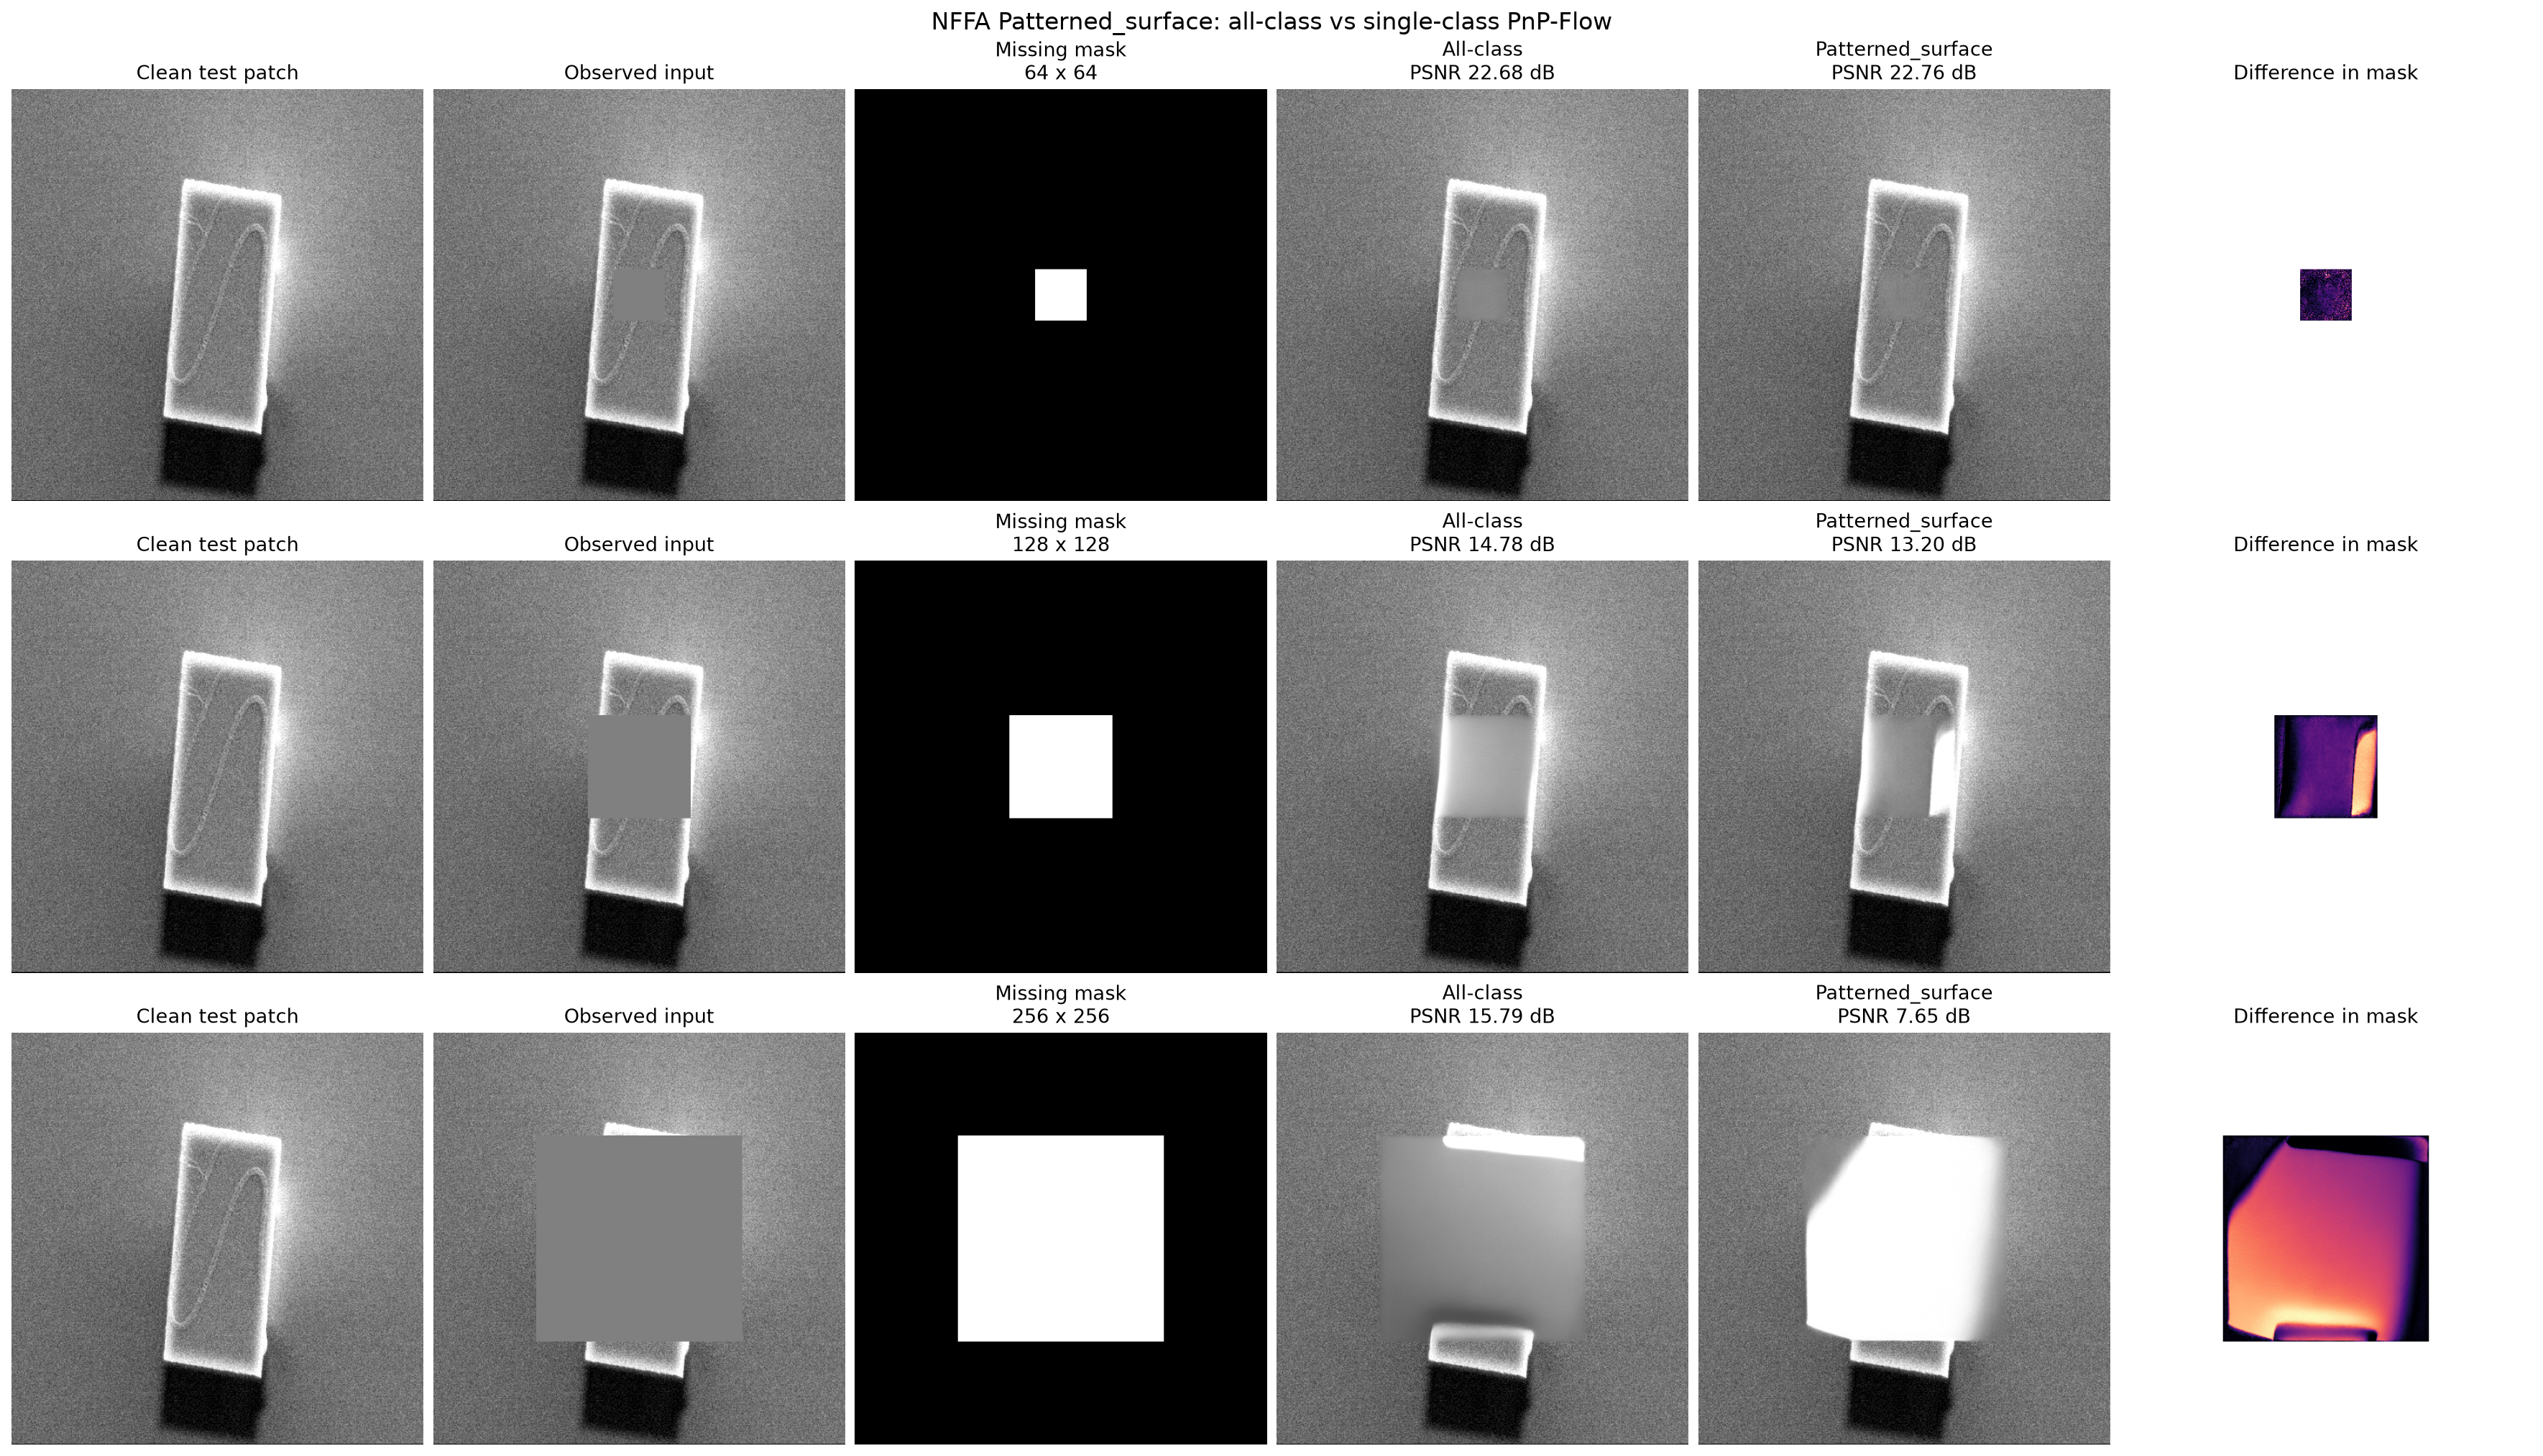 NFFA Patterned_surface: all-class vs single-class PnP-Flow
Clean test patch
Observed input
Missing mask
64 x 64
All-class
PSNR 22.68 dB
Patterned_surface
PSNR 22.76 dB
Difference in mask
Clean test patch
Observed input
Missing mask
128 x 128
All-class
PSNR 14.78 dB
Patterned_surface
PSNR 13.20 dB
Difference in mask
Clean test patch
Observed input
Missing mask
256 x 256
All-class
PSNR 15.79 dB
Patterned_surface
PSNR 7.65 dB
Difference in mask